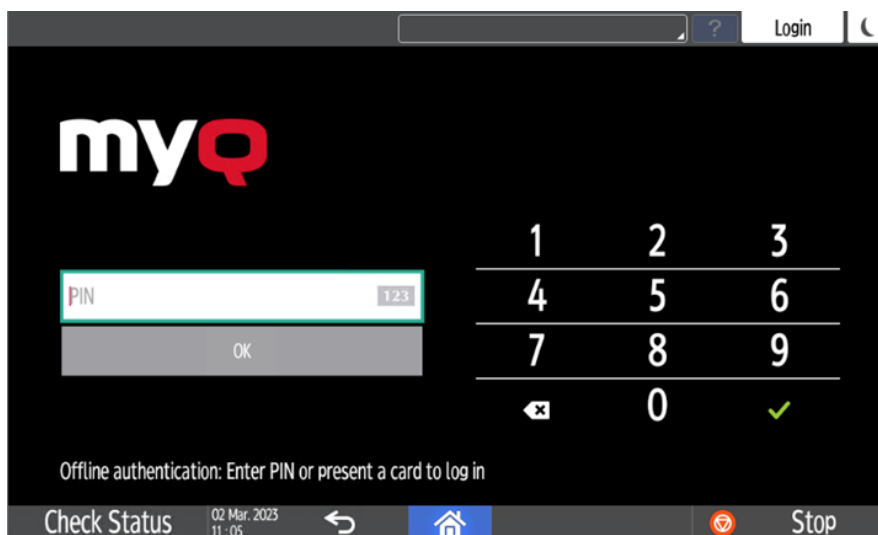 ? Login
myQ
1 2 3
PIN 123
4 5 6
OK
7 8 9
0
Offline authentication: Enter PIN or present a card to log in
Check Status 02 Mar. 2023 Stop
11:05